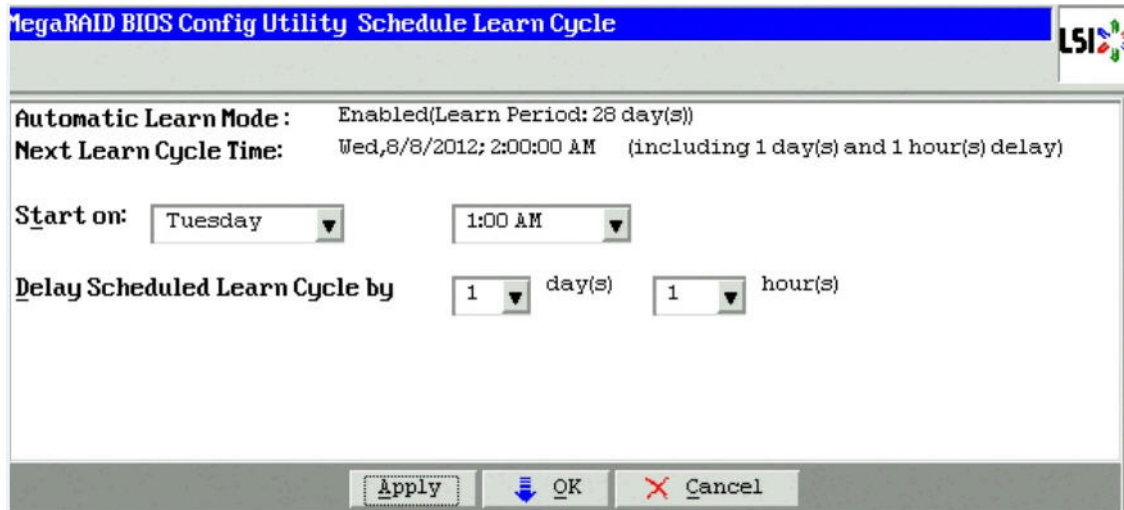 MegaRAID BIOS Config Utility Schedule Learn Cycle
LSI
Automatic Learn Mode : Enabled(Learn Period: 28 day(s))
Next Learn Cycle Time: Wed,8/8/2012; 2:00:00 AM (including 1 day(s) and 1 hour(s) delay)
Start on: Tuesday 1:00 AM
Delay Scheduled Learn Cycle by 1 day(s) 1 hour(s)
Apply OK Cancel